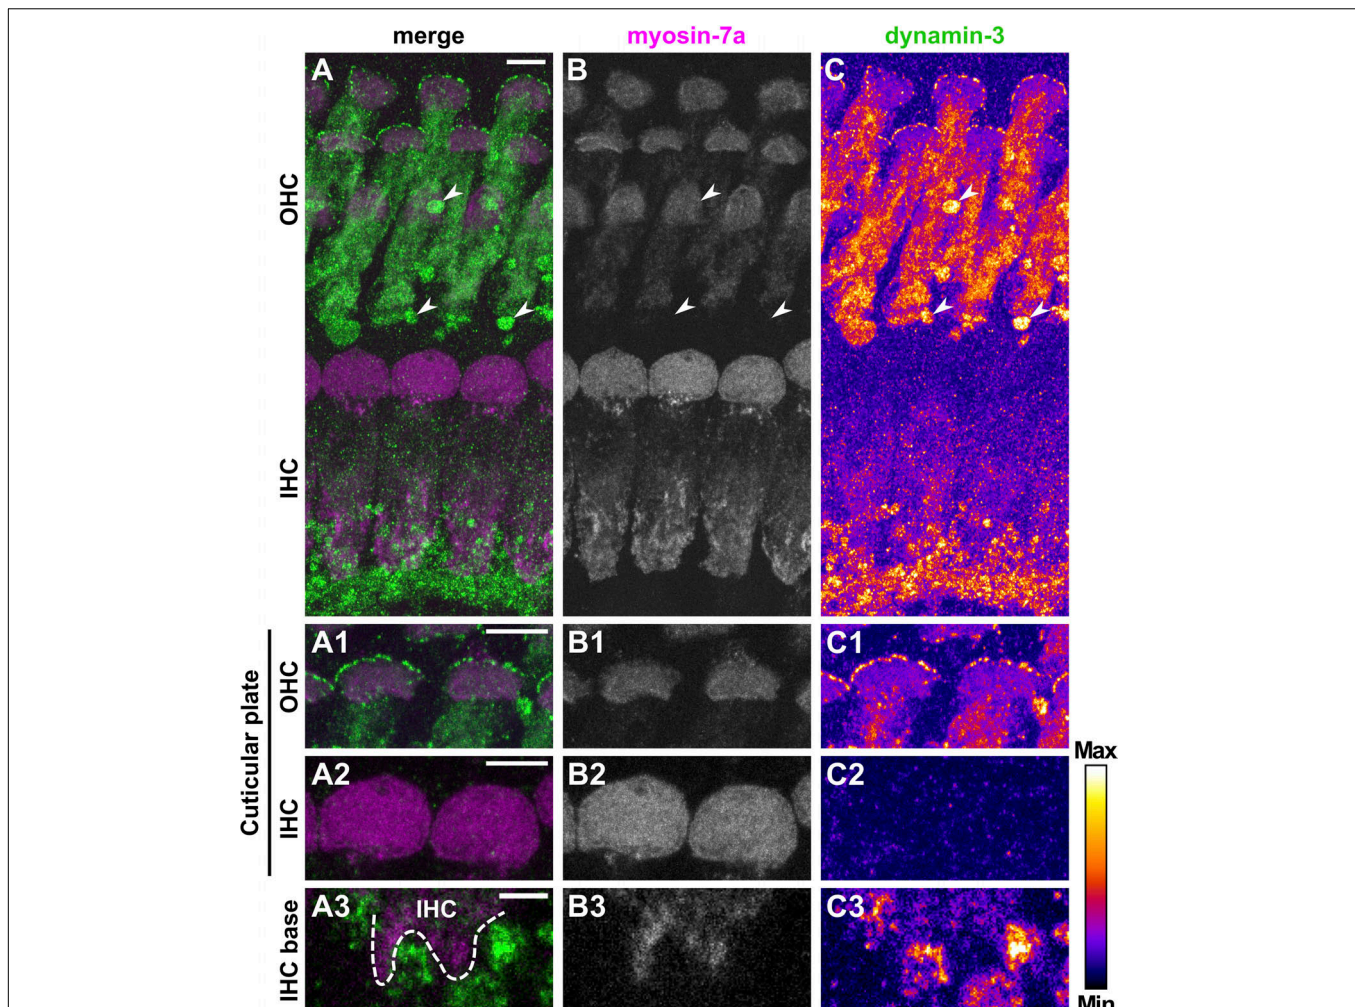 merge
myosin-7a
dynamin-3
A
B
C
OHC
IHC
A1
B1
C1
Cuticular plate
OHC
A2
B2
C2
IHC
Max
A3
IHC
B3
C3
IHC base
Min